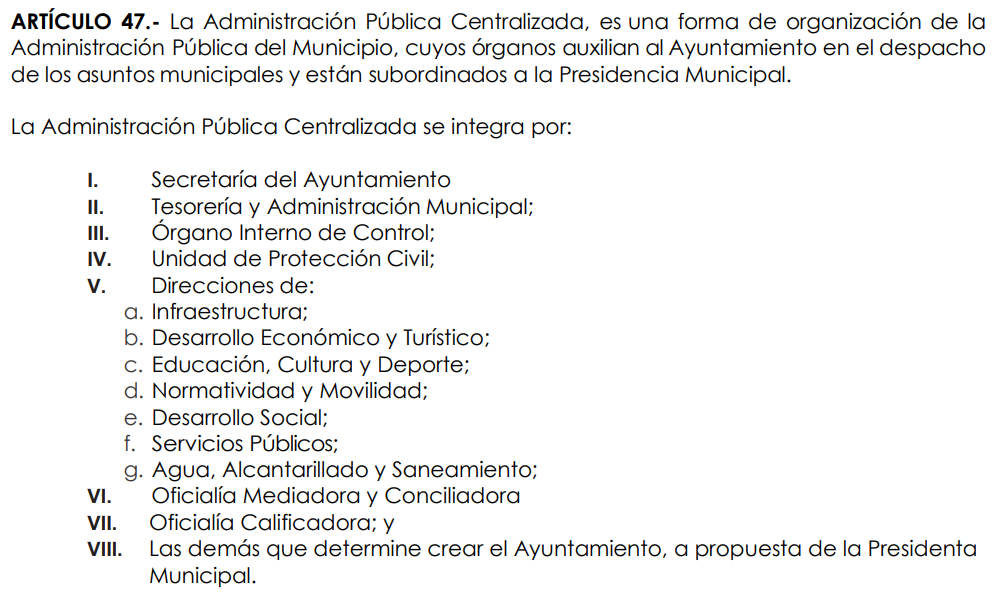 ARTÍCULO 47.- La Administración Pública Centralizada, es una forma de organización de la
Administración Pública del Municipio, cuyos órganos auxilian al Ayuntamiento en el despacho
de los asuntos municipales y están subordinados a la Presidencia Municipal.
La Administración Pública Centralizada se integra por:
I. Secretaría del Ayuntamiento
II. Tesorería y Administración Municipal;
III. Órgano Interno de Control;
IV. Unidad de Protección Civil;
V. Direcciones de:
a. Infraestructura;
b. Desarrollo Económico y Turístico;
c. Educación, Cultura y Deporte;
d. Normatividad y Movilidad;
e. Desarrollo Social;
f. Servicios Públicos;
g. Agua, Alcantarillado y Saneamiento;
VI. Oficialía Mediadora y Conciliadora
VII. Oficialía Calificadora; y
VIII. Las demás que determine crear el Ayuntamiento, a propuesta de la Presidenta
Municipal.